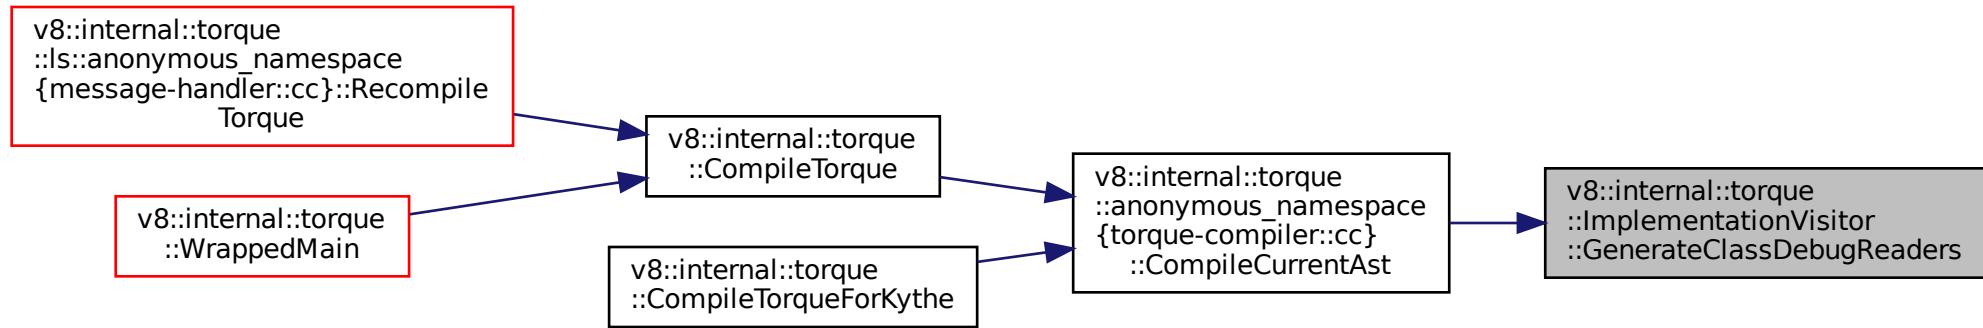 v8::internal::torque
::ls::anonymous_namespace
{message-handler::cc}::Recompile
Torque
v8::internal::torque
::WrappedMain
v8::internal::torque
::CompileTorque
v8::internal::torque
::CompileTorqueForKythe
v8::internal::torque
::anonymous_namespace
{torque-compiler::cc}
::CompileCurrentAst
v8::internal::torque
::ImplementationVisitor
::GenerateClassDebugReaders